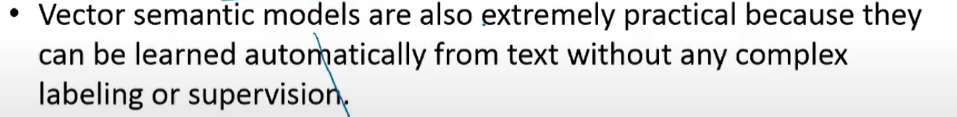 • Vector semantic models are also extremely practical because they
can be learned automatically from text without any complex
labeling or supervision.